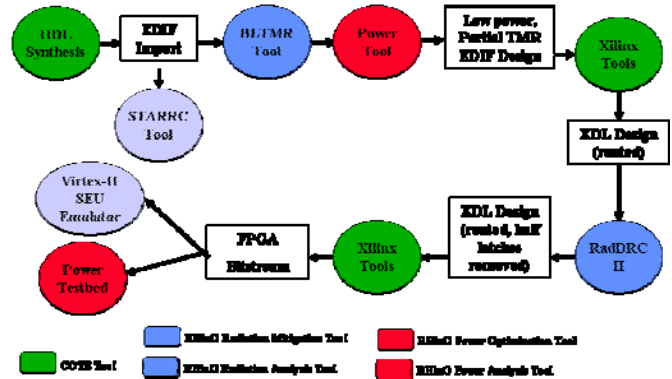 HDL
Synthesis
EDIF
Import
BLTMR
Tool
Power
Tool
Low power,
Partial TMR
EDIF Design
Xilinx
Tools
STARRC
Tool
XDL Design
(routed)
Virtex-II
SEU
Emulator
FPGA
Bitstream
Xilinx
Tools
XDL Design
(routed, half
latches
removed)
RadDRC
II
Power
Testbed
COTS Tool
Radiation Mitigation Tool
Radiation Analysis Tool
Power Optimization Tool
Power Analysis Tool